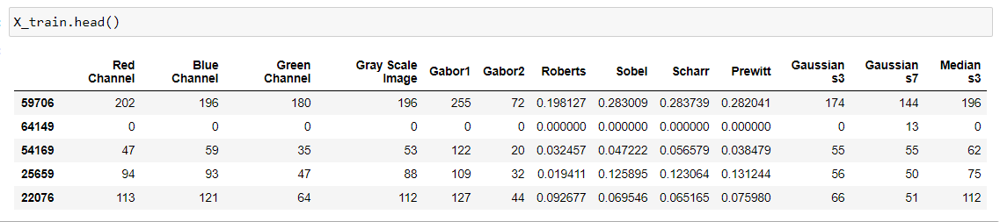 X_train.head()
Red Channel Blue Channel Green Channel Gray Scale Image Gabor1 Gabor2 Roberts Sobel Scharr Prewitt Gaussian s3 Gaussian s7 Median s3
59706 202 196 180 196 255 72 0.198127 0.283009 0.283739 0.282041 174 144 196
64149 0 0 0 0 0 0 0.000000 0.000000 0.000000 0.000000 0 13 0
54169 47 59 35 53 122 20 0.032457 0.047222 0.056579 0.038479 55 55 62
25659 94 93 47 88 109 32 0.019411 0.125895 0.123064 0.131244 56 50 75
22076 113 121 64 112 127 44 0.092677 0.069546 0.065165 0.075980 66 51 112